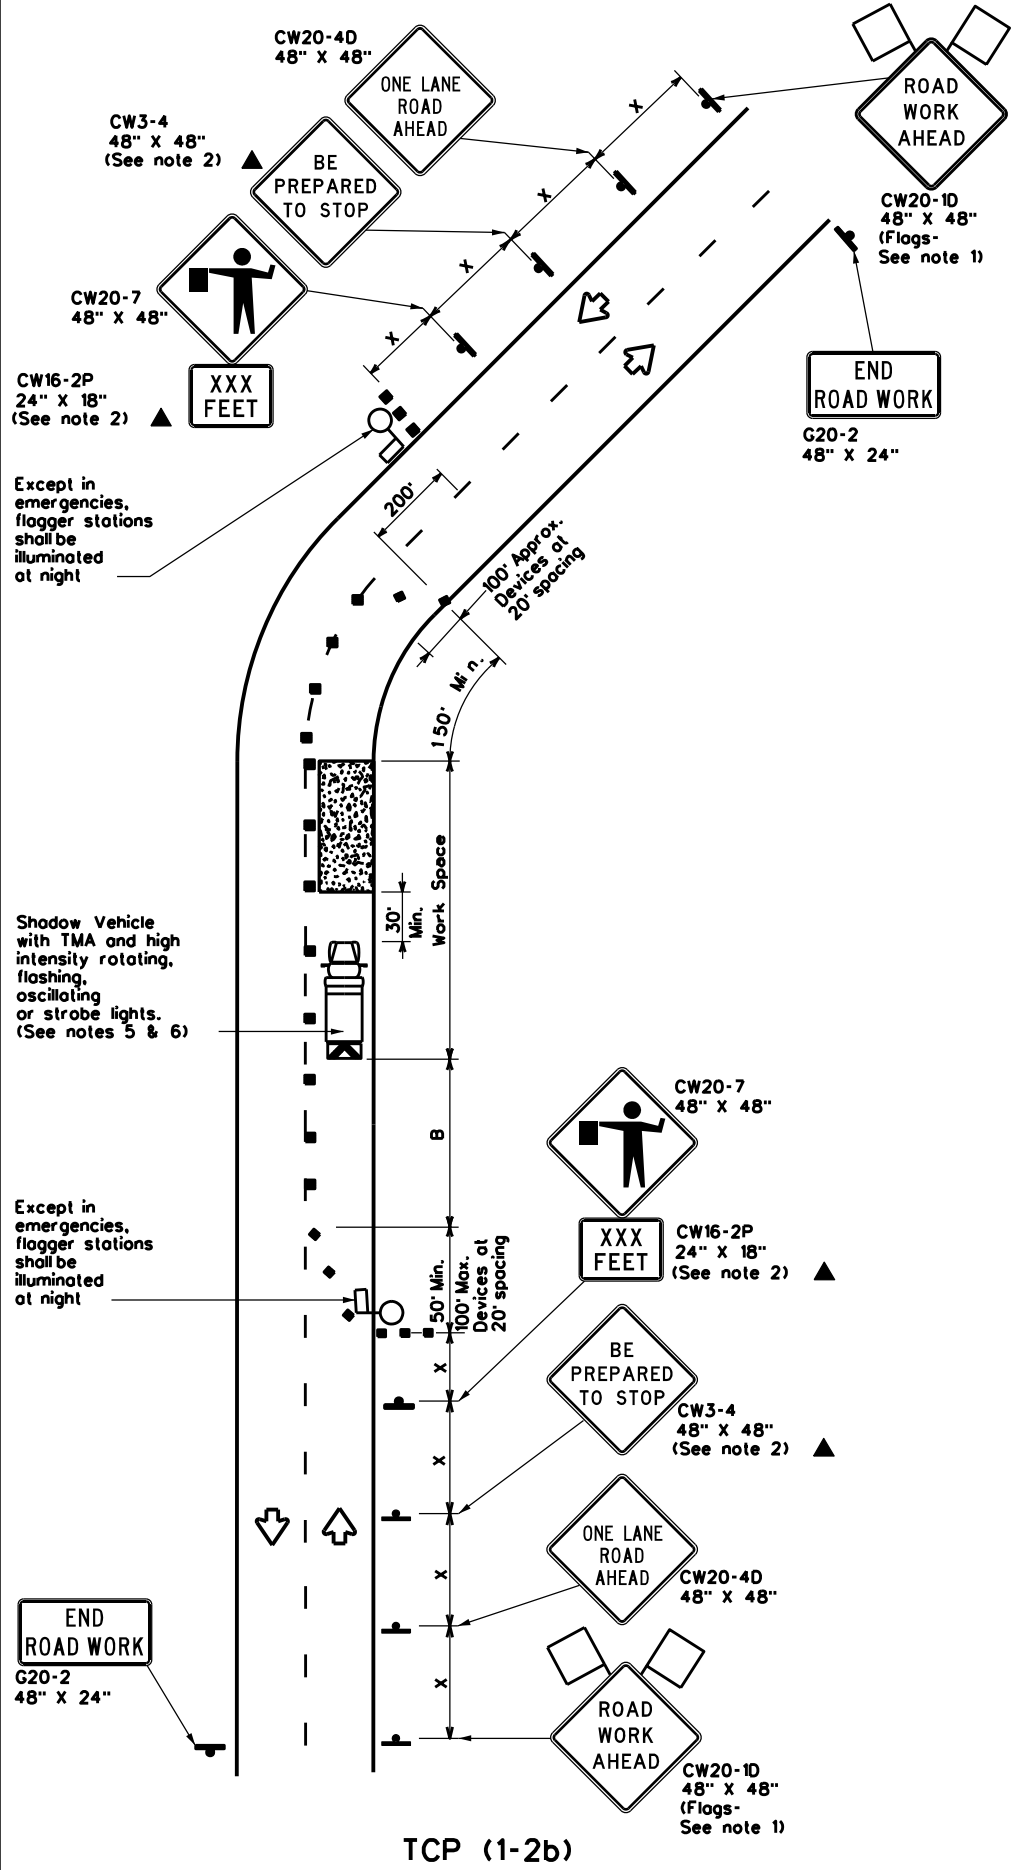 CW20-4D
48" X 48"
ONE LANE
ROAD
AHEAD
ROAD
WORK
AHEAD
CW20-1D
48" X 48"
(Flags-
See note 1)
CW3-4
48" X 48"
(See note 2)
BE
PREPARED
TO STOP
X
X
X
X
CW20-7
48" X 48"
CW16-2P
24" X 18"
(See note 2)
XXX
FEET
END
ROAD WORK
G20-2
48" X 24"
Except in
emergencies,
flagger stations
shall be
illuminated
at night
200'
100' Approx.
Devices at
20' spacing
150' Min.
Work Space
30'
Min.
Shadow Vehicle
with TMA and high
intensity rotating,
flashing,
oscillating
or strobe lights.
(See notes 5 & 6)
B
CW20-7
48" X 48"
XXX
FEET
CW16-2P
24" X 18"
(See note 2)
Except in
emergencies,
flagger stations
shall be
illuminated
at night
50' Min.
100' Max.
Devices at
20' spacing
X
BE
PREPARED
TO STOP
CW3-4
48" X 48"
(See note 2)
X
ONE LANE
ROAD
AHEAD
CW20-4D
48" X 48"
X
END
ROAD WORK
G20-2
48" X 24"
X
ROAD
WORK
AHEAD
CW20-1D
48" X 48"
(Flags-
See note 1)
TCP (1-2b)